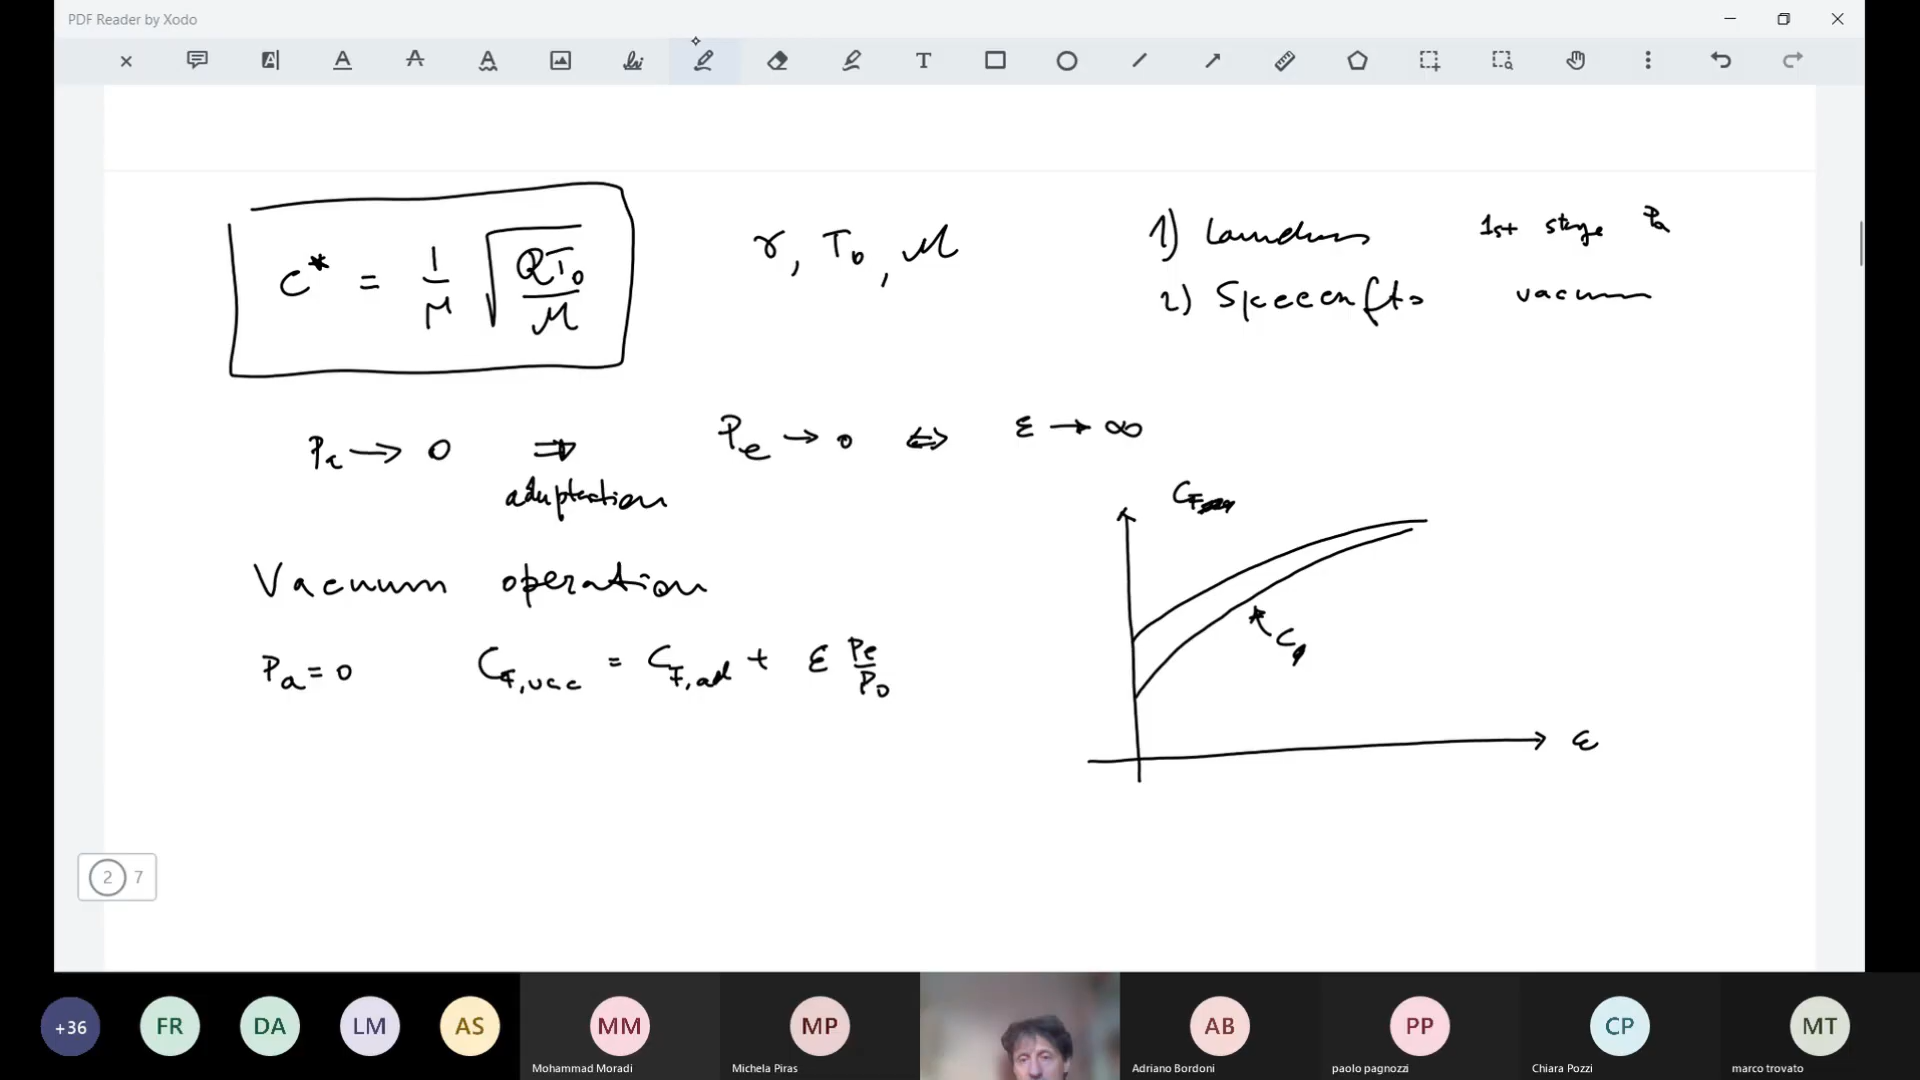 PDF Reader by Xodo
c* = 1/Γ √(RT₀/ℳ)
γ, T₀, ℳ
1) Launchers 1st stage Pa
2) Spacecrafts vacuum
Pa → 0 ⇒ Pe → 0 ⇔ ε → ∞
adaptation
CF
Vacuum operation
Pa = 0 CF,vac = CF,ad + ε Pe/P₀
ε
2 7
+36 FR DA LM AS MM MP AB PP CP MT
Mohammad Moradi Michela Piras Adriano Bordoni paolo pagnozzi Chiara Pozzi marco trovato